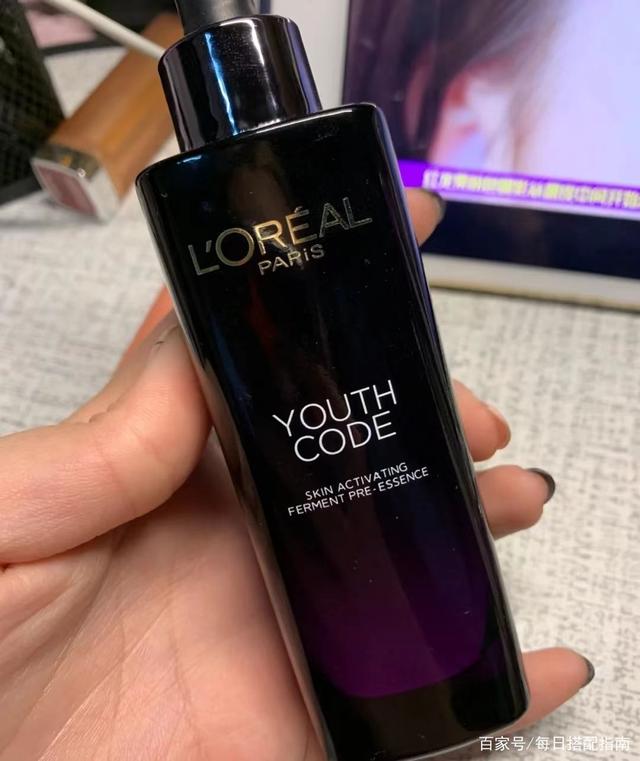 L'ORÉAL
PARiS
YOUTH
CODE
SKIN ACTIVATING
FERMENT PRE-ESSENCE
百家号/每日搭配指南